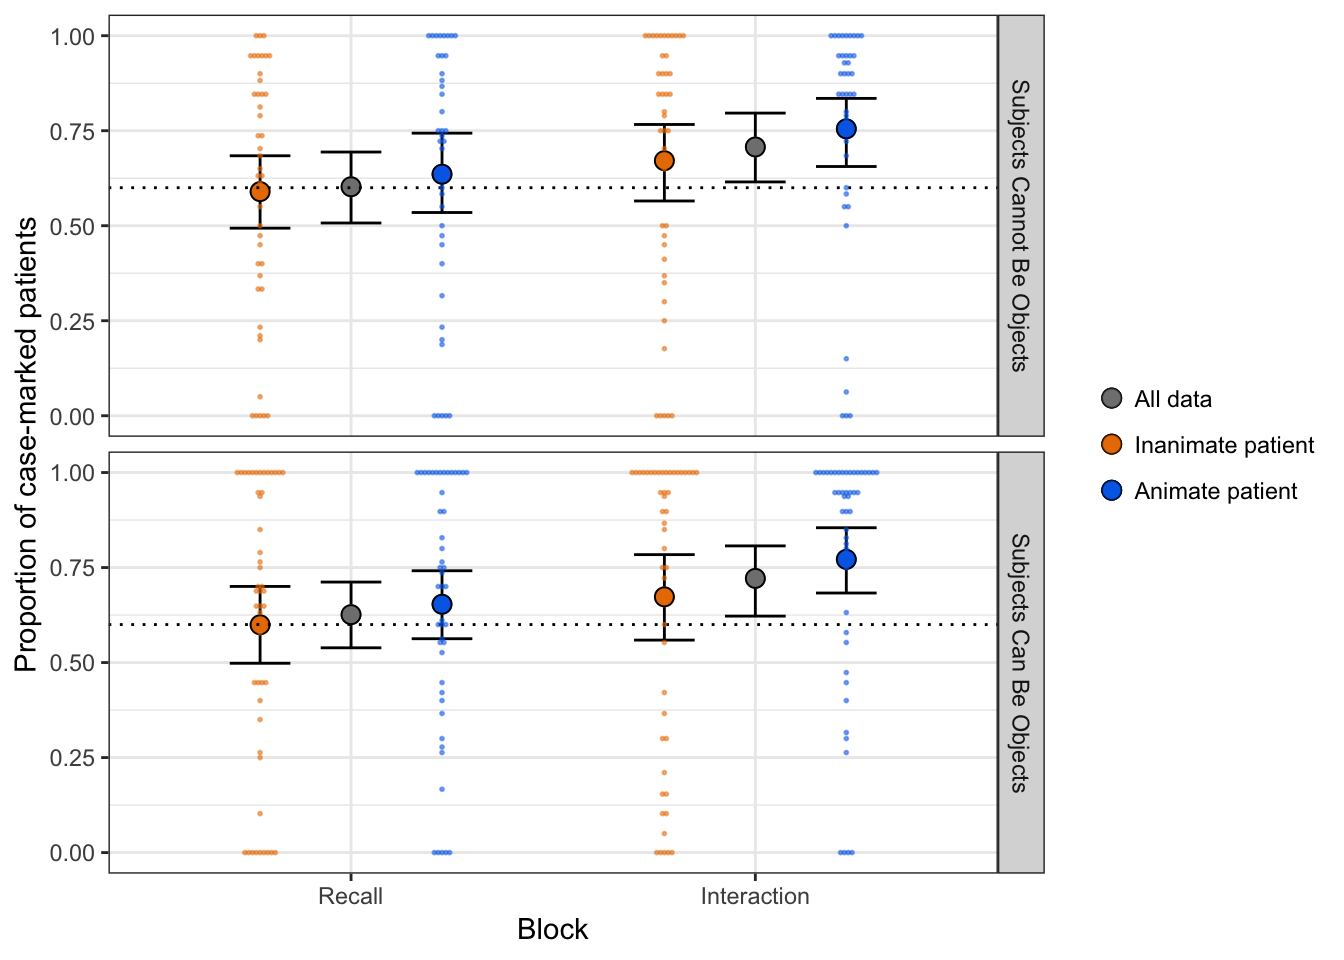 Proportion of case-marked patients
1.00
0.75
0.50
0.25
0.00
Subjects Cannot Be Objects
1.00
0.75
0.50
0.25
0.00
Subjects Can Be Objects
Recall
Interaction
Block
All data
Inanimate patient
Animate patient